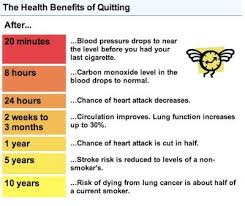 The Health Benefits of Quitting
After...
20 minutes
...Blood pressure drops to near
the level before you had your
last cigarette.
8 hours
...Carbon monoxide level in the
blood drops to normal.
24 hours
...Chance of heart attack decreases.
2 weeks to
3 months
...Circulation improves. Lung function increases
up to 30%.
1 year
...Chance of heart attack is cut in half.
5 years
...Stroke risk is reduced to levels of a non-
smoker's.
10 years
...Risk of dying from lung cancer is about half of
a current smoker.